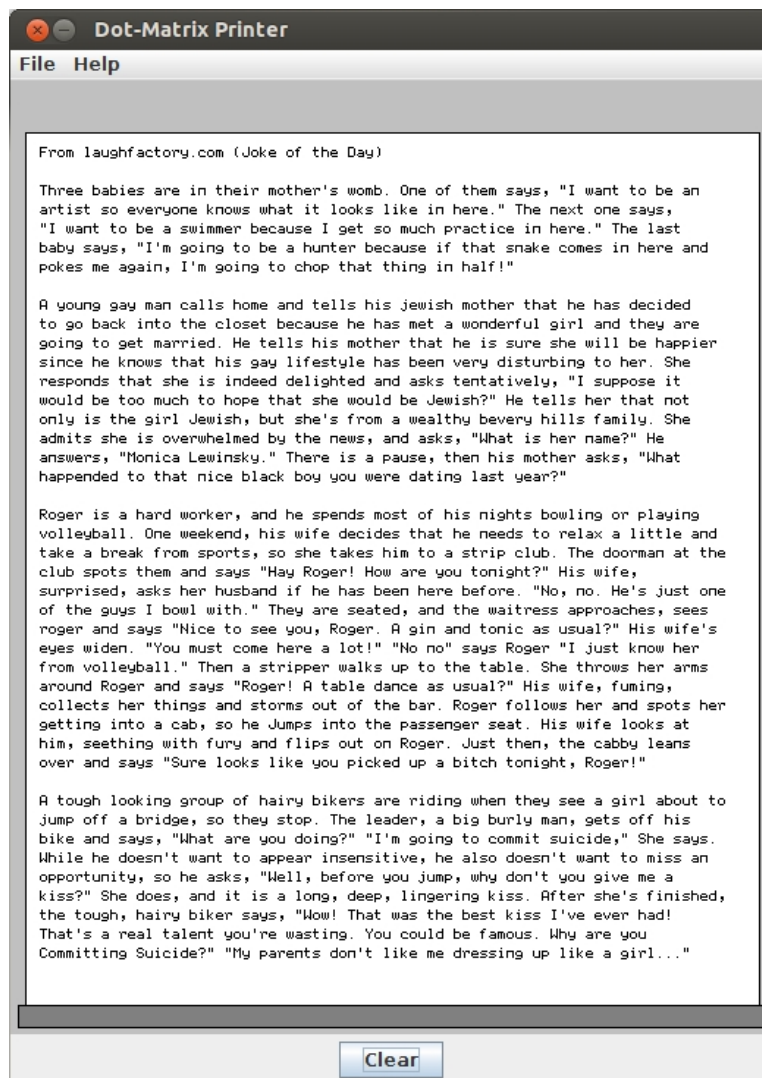 Dot-Matrix Printer
File Help
From laughfactory.com (Joke of the Day)
Three babies are in their mother's womb. One of them says, "I want to be an
artist so everyone knows what it looks like in here." The next one says,
"I want to be a swimmer because I get so much practice in here." The last
baby says, "I'm going to be a hunter because if that snake comes in here and
pokes me again, I'm going to chop that thing in half!"
A young gay man calls home and tells his jewish mother that he has decided
to go back into the closet because he has met a wonderful girl and they are
going to get married. He tells his mother that he is sure she will be happier
since he knows that his gay lifestyle has been very disturbing to her. She
responds that she is indeed delighted and asks tentatively, "I suppose it
would be too much to hope that she would be Jewish?" He tells her that not
only is the girl Jewish, but she's from a wealthy bevery hills family. She
admits she is overwhelmed by the news, and asks, "What is her name?" He
answers, "Monica Lewinsky." There is a pause, then his mother asks, "What
happended to that nice black boy you were dating last year?"
Roger is a hard worker, and he spends most of his nights bowling or playing
volleyball. One weekend, his wife decides that he needs to relax a little and
take a break from sports, so she takes him to a strip club. The doorman at the
club spots them and says "Hay Roger! How are you tonight?" His wife,
surprised, asks her husband if he has been here before. "No, no. He's just one
of the guys I bowl with." They are seated, and the waitress approaches, sees
roger and says "Nice to see you, Roger. A gin and tonic as usual?" His wife's
eyes widen. "You must come here a lot!" "No no" says Roger "I just know her
from volleyball." Then a stripper walks up to the table. She throws her arms
around Roger and says "Roger! A table dance as usual?" His wife, fuming,
collects her things and storms out of the bar. Roger follows her and spots her
getting into a cab, so he Jumps into the passenger seat. His wife looks at
him, seething with fury and flips out on Roger. Just then, the cabby leans
over and says "Sure looks like you picked up a bitch tonight, Roger!"
A tough looking group of hairy bikers are riding when they see a girl about to
jump off a bridge, so they stop. The leader, a big burly man, gets off his
bike and says, "What are you doing?" "I'm going to commit suicide," She says.
While he doesn't want to appear insensitive, he also doesn't want to miss an
opportunity, so he asks, "Well, before you jump, why don't you give me a
kiss?" She does, and it is a long, deep, lingering kiss. After she's finished,
the tough, hairy biker says, "Wow! That was the best kiss I've ever had!
That's a real talent you're wasting. You could be famous. Why are you
Committing Suicide?" "My parents don't like me dressing up like a girl..."
Clear